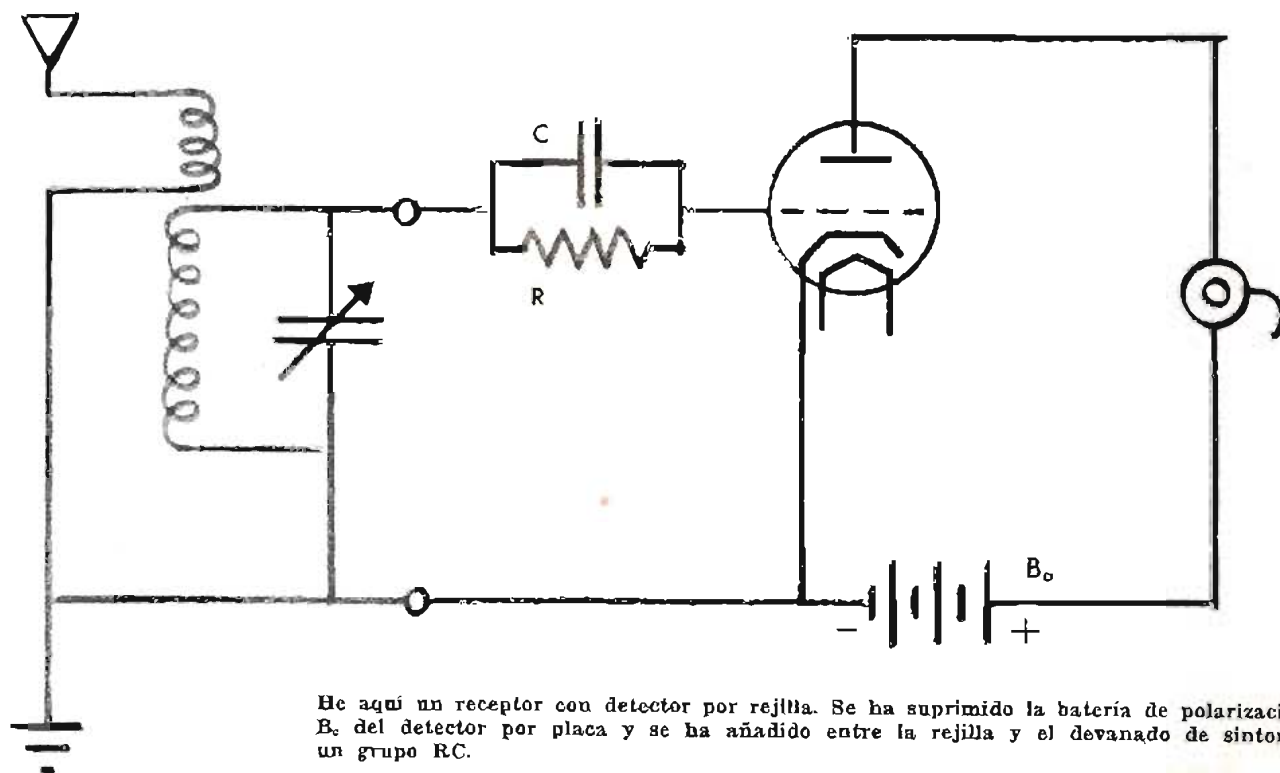 C
R
B₀
−
+
He aquí un receptor con detector por rejilla. Se ha suprimido la batería de polarizaci
B꜀ del detector por placa y se ha añadido entre la rejilla y el devanado de sinto
un grupo RC.